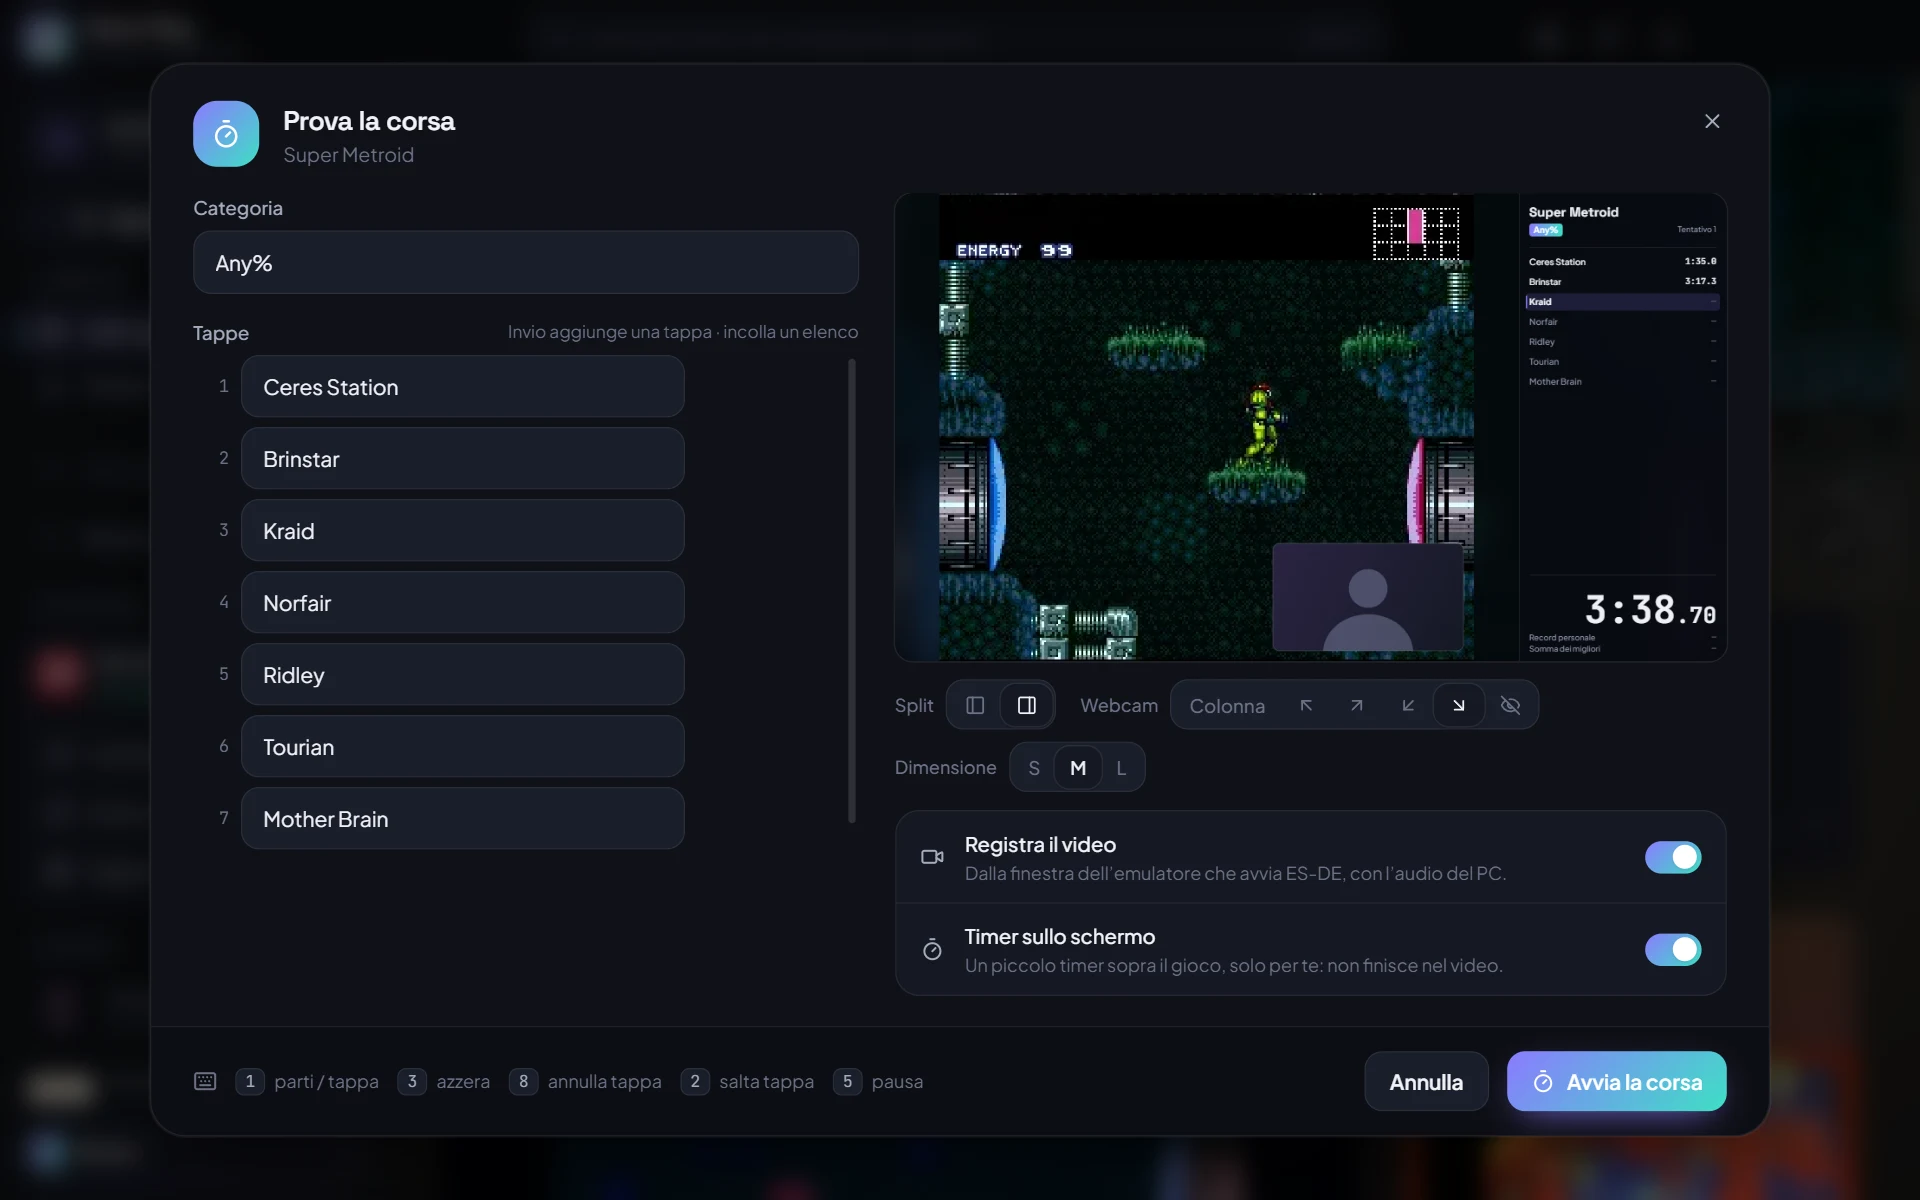 Prova la corsa
Super Metroid
Categoria
Any%
Tappe
Invio aggiunge una tappa · incolla un elenco
1 Ceres Station
2 Brinstar
3 Kraid
4 Norfair
5 Ridley
6 Tourian
7 Mother Brain
ENERGY 99
Super Metroid
Any% Tentativo 1
Ceres Station 1:35.0
Brinstar 3:17.3
Kraid –
Norfair –
Ridley –
Tourian –
Mother Brain –
3:38.70
Record personale –
Somma dei migliori –
Split
Webcam Colonna
Dimensione S M L
Registra il video
Dalla finestra dell'emulatore che avvia ES-DE, con l'audio del PC.
Timer sullo schermo
Un piccolo timer sopra il gioco, solo per te: non finisce nel video.
1 parti / tappa 3 azzera 8 annulla tappa 2 salta tappa 5 pausa
Annulla
Avvia la corsa